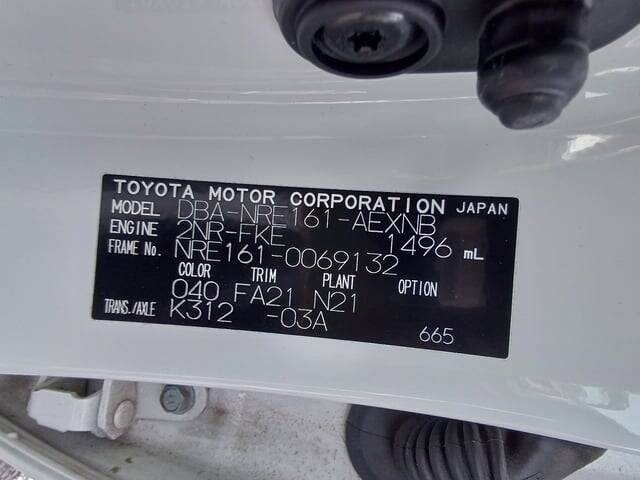 TOYOTA MOTOR CORPORATION JAPAN
MODEL DBA-NRE161-AEXNB
ENGINE 2NR-FKE 1496 mL
FRAME No. NRE161-0069132
COLOR TRIM PLANT OPTION
040 FA21 N21
TRANS./AXLE K312 -03A
665